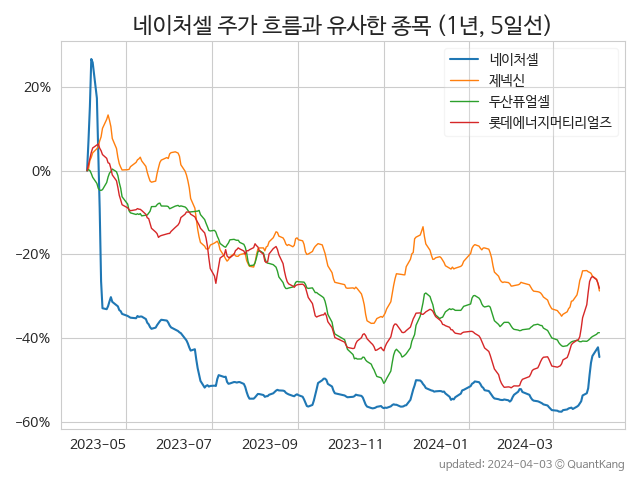 네이처셀 주가 흐름과 유사한 종목 (1년, 5일선)
네이처셀
제넥신
두산퓨얼셀
롯데에너지머티리얼즈
20%
0%
−20%
−40%
−60%
2023-05 2023-07 2023-09 2023-11 2024-01 2024-03
updated: 2024-04-03 © QuantKang